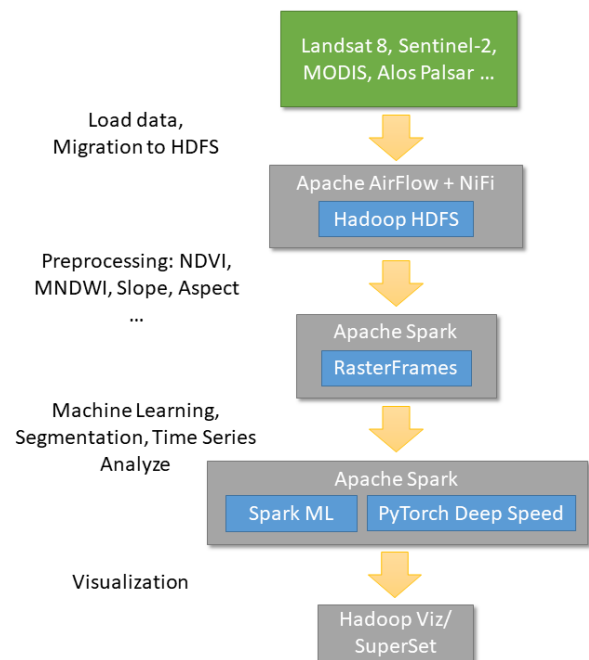 Landsat 8, Sentinel-2,
MODIS, Alos Palsar ...
Load data,
Migration to HDFS
Apache AirFlow + NiFi
Hadoop HDFS
Preprocessing: NDVI,
MNDWI, Slope, Aspect
...
Apache Spark
RasterFrames
Machine Learning,
Segmentation, Time Series
Analyze
Apache Spark
Spark ML
PyTorch Deep Speed
Visualization
Hadoop Viz/
SuperSet